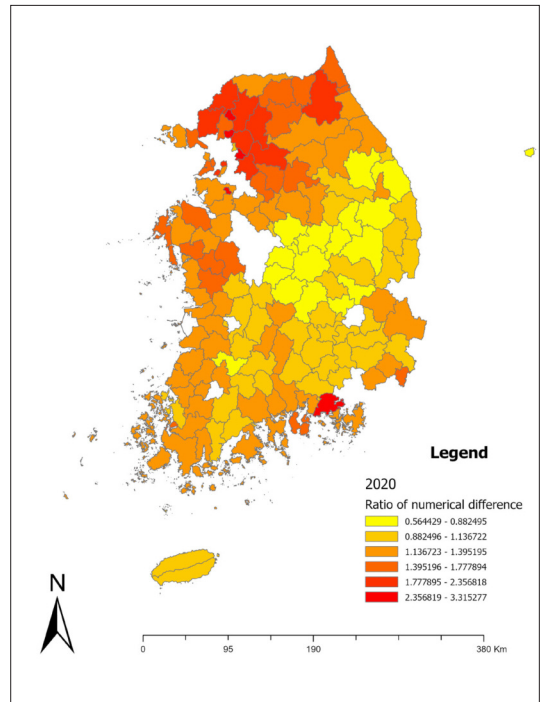 Legend
2020
Ratio of numerical difference
0.564429 - 0.882495
0.882496 - 1.136722
1.136723 - 1.395195
1.395196 - 1.777894
1.777895 - 2.356818
2.356819 - 3.315277
N
0 95 190 380 Km